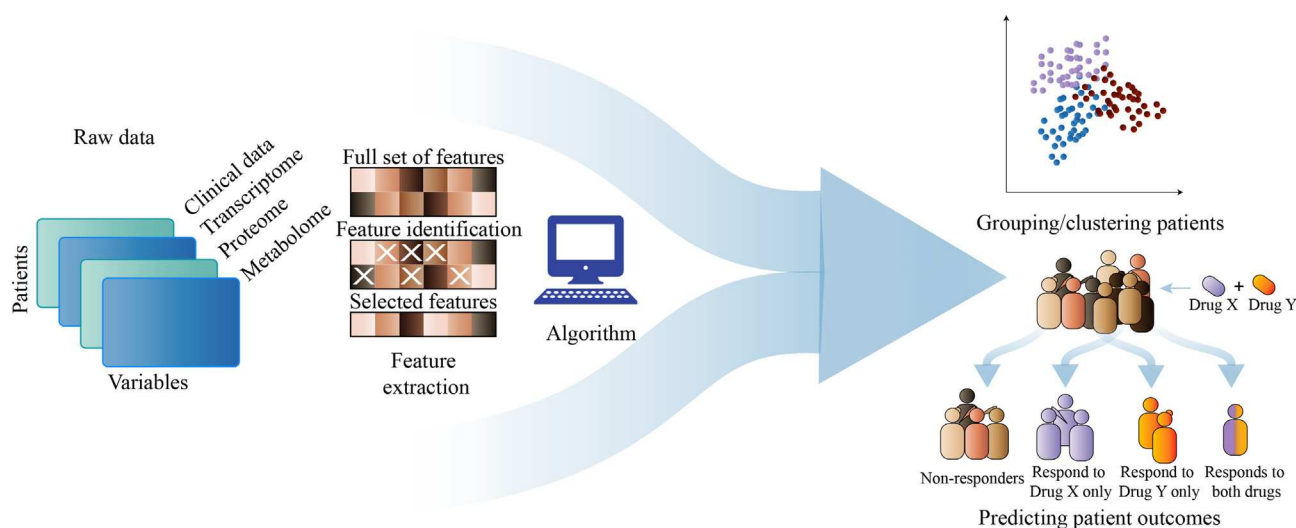 Raw data
Clinical data
Transcriptome
Proteome
Metabolome
Patients
Variables
Full set of features
Feature identification
Selected features
Feature
extraction
Algorithm
Grouping/clustering patients
+
Drug X
Drug Y
Non-responders
Respond to
Drug X only
Respond to
Drug Y only
Responds to
both drugs
Predicting patient outcomes